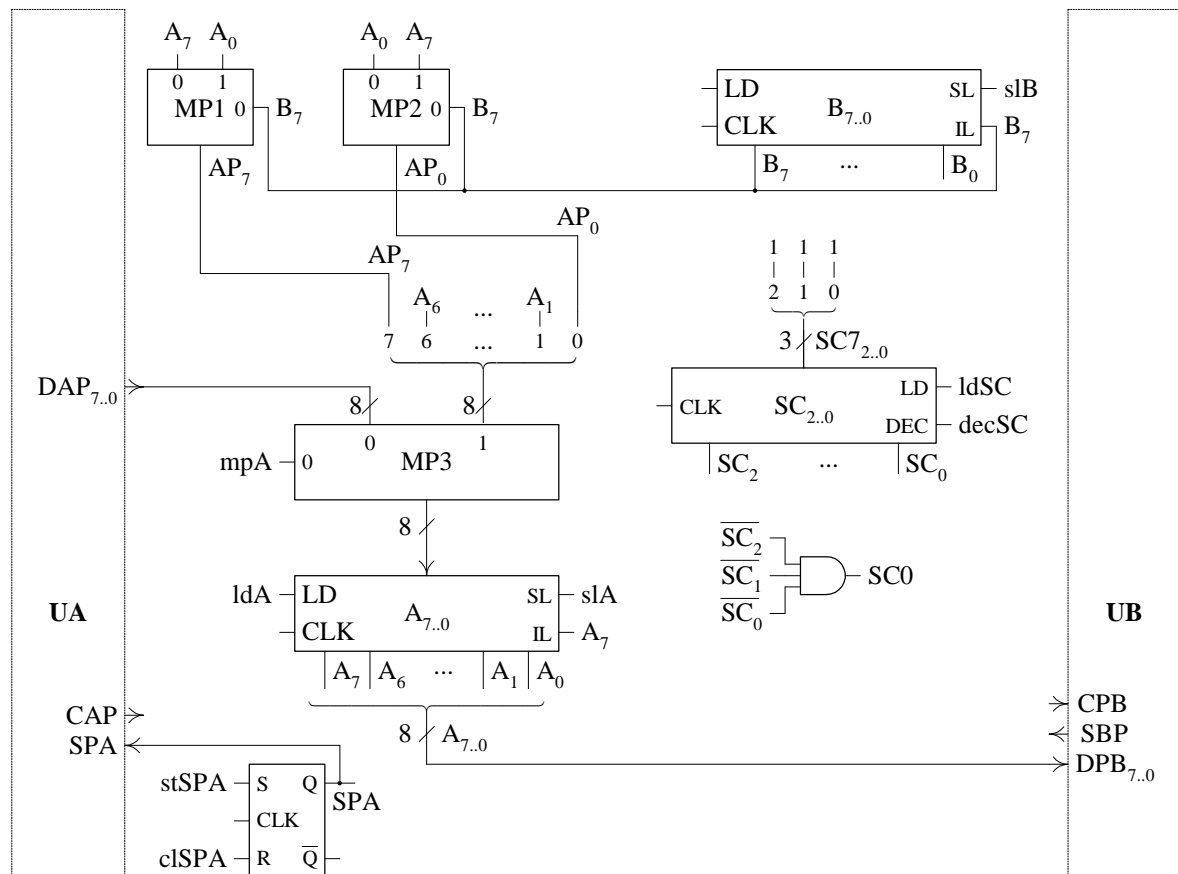 A₇ A₀ A₀ A₇
0 1 0 1 LD SL slB
MP1 0 B₇ MP2 0 B₇ B₇..₀
CLK IL B₇
AP₇ AP₀ B₇ ... B₀
AP₀
AP₇ 1 1 1
A₆ ... A₁ 2 1 0
7 6 ... 1 0 3 SC7₂..₀
DAP₇..₀ LD ldSC
8 8 CLK SC₂..₀
0 1 DEC decSC
mpA 0 MP3 SC₂ ... SC₀
8 S̅C̅₂̅
S̅C̅₁̅ SC0
ldA LD SL slA S̅C̅₀̅
UA A₇..₀ UB
CLK IL A₇
A₇ A₆ ... A₁ A₀
CAP CPB
8 A₇..₀
SPA SBP
DPB₇..₀
stSPA S Q
SPA
CLK
clSPA R Q̅